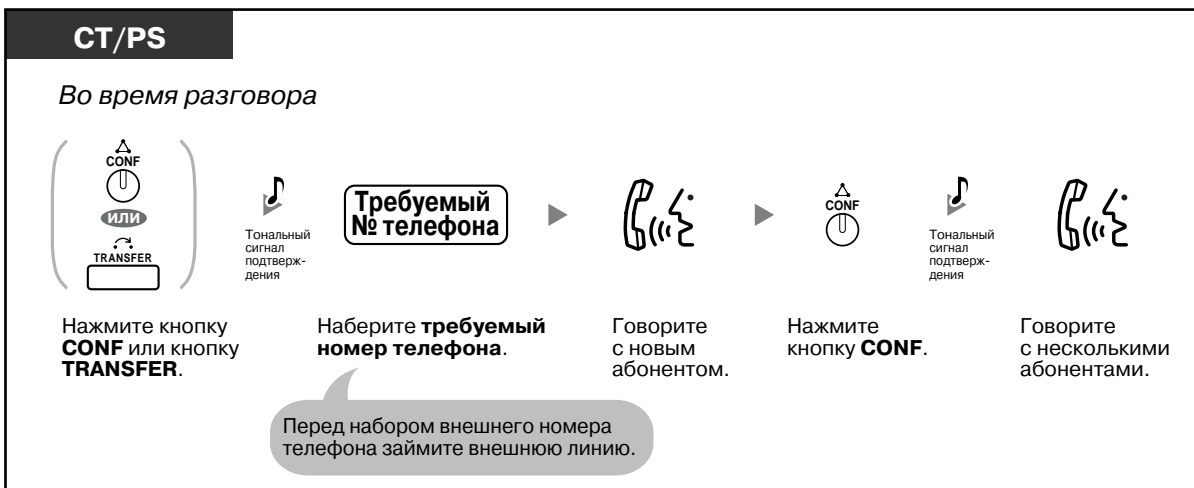 CT/PS
Во время разговора
CONF
или
TRANSFER
Тональный
сигнал
подтверж-
дения
Требуемый
№ телефона
CONF
Тональный
сигнал
подтверж-
дения
Нажмите кнопку
CONF или кнопку
TRANSFER.
Наберите требуемый
номер телефона.
Говорите
с новым
абонентом.
Нажмите
кнопку CONF.
Говорите
с несколькими
абонентами.
Перед набором внешнего номера
телефона займите внешнюю линию.